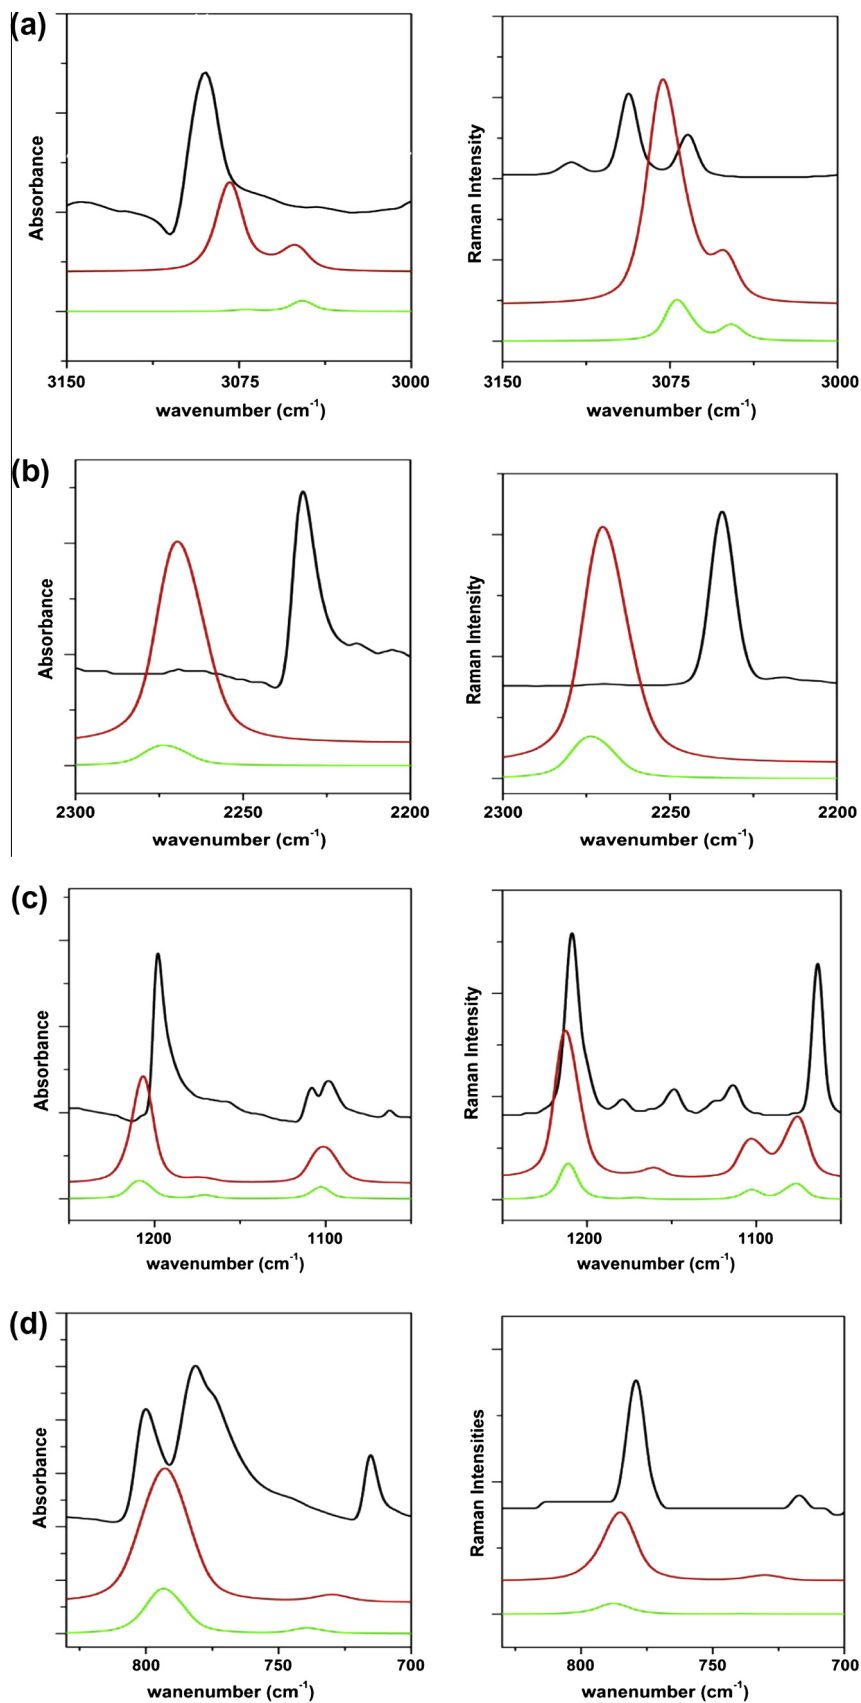 (a)
Absorbance
3150 3075 3000
wavenumber (cm-1)
Raman Intensity
3150 3075 3000
wavenumber (cm-1)
(b)
Absorbance
2300 2250 2200
wavenumber (cm-1)
Raman Intensity
2300 2250 2200
wavenumber (cm-1)
(c)
Absorbance
1200 1100
wavenumber (cm-1)
Raman Intensity
1200 1100
wavenumber (cm-1)
(d)
Absorbance
800 750 700
wanenumber (cm-1)
Raman Intensities
800 750 700
wanenumber (cm-1)